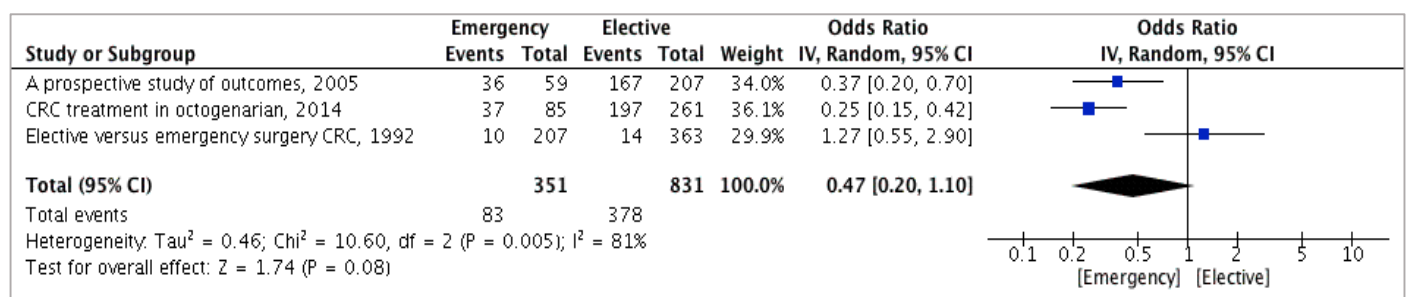 Emergency Elective Odds Ratio Odds Ratio
Study or Subgroup Events Total Events Total Weight IV, Random, 95% CI IV, Random, 95% CI
A prospective study of outcomes, 2005 36 59 167 207 34.0% 0.37 [0.20, 0.70]
CRC treatment in octogenarian, 2014 37 85 197 261 36.1% 0.25 [0.15, 0.42]
Elective versus emergency surgery CRC, 1992 10 207 14 363 29.9% 1.27 [0.55, 2.90]
Total (95% CI) 351 831 100.0% 0.47 [0.20, 1.10]
Total events 83 378
Heterogeneity: Tau² = 0.46; Chi² = 10.60, df = 2 (P = 0.005); I² = 81%
Test for overall effect: Z = 1.74 (P = 0.08)
0.1 0.2 0.5 1 2 5 10
[Emergency] [Elective]